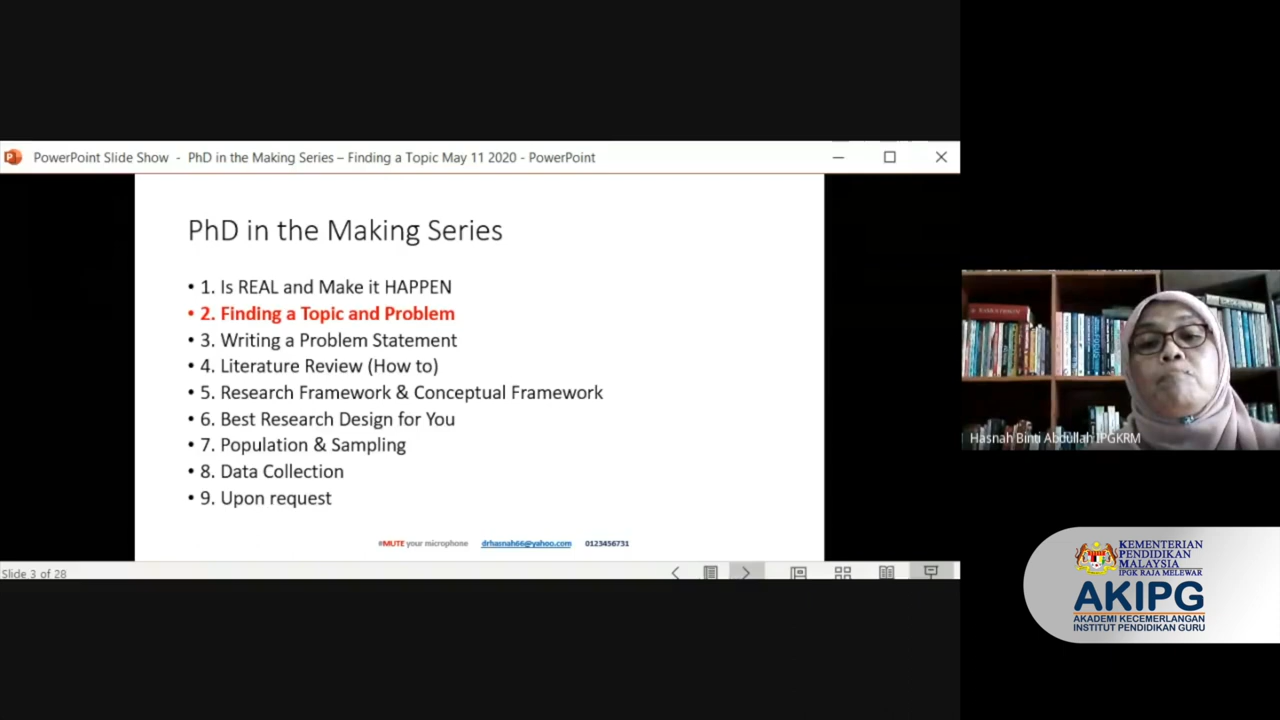 PowerPoint Slide Show - PhD in the Making Series – Finding a Topic May 11 2020 - PowerPoint
PhD in the Making Series
• 1. Is REAL and Make it HAPPEN
• 2. Finding a Topic and Problem
• 3. Writing a Problem Statement
• 4. Literature Review (How to)
• 5. Research Framework & Conceptual Framework
• 6. Best Research Design for You
• 7. Population & Sampling
• 8. Data Collection
• 9. Upon request
#MUTE your microphone drhasnah66@yahoo.com 0123456731
Slide 3 of 28
Hasnah Binti Abdullah IPGKRM
KEMENTERIAN
PENDIDIKAN
MALAYSIA
IPGK RAJA MELEWAR
AKIPG
AKADEMI KECEMERLANGAN
INSTITUT PENDIDIKAN GURU